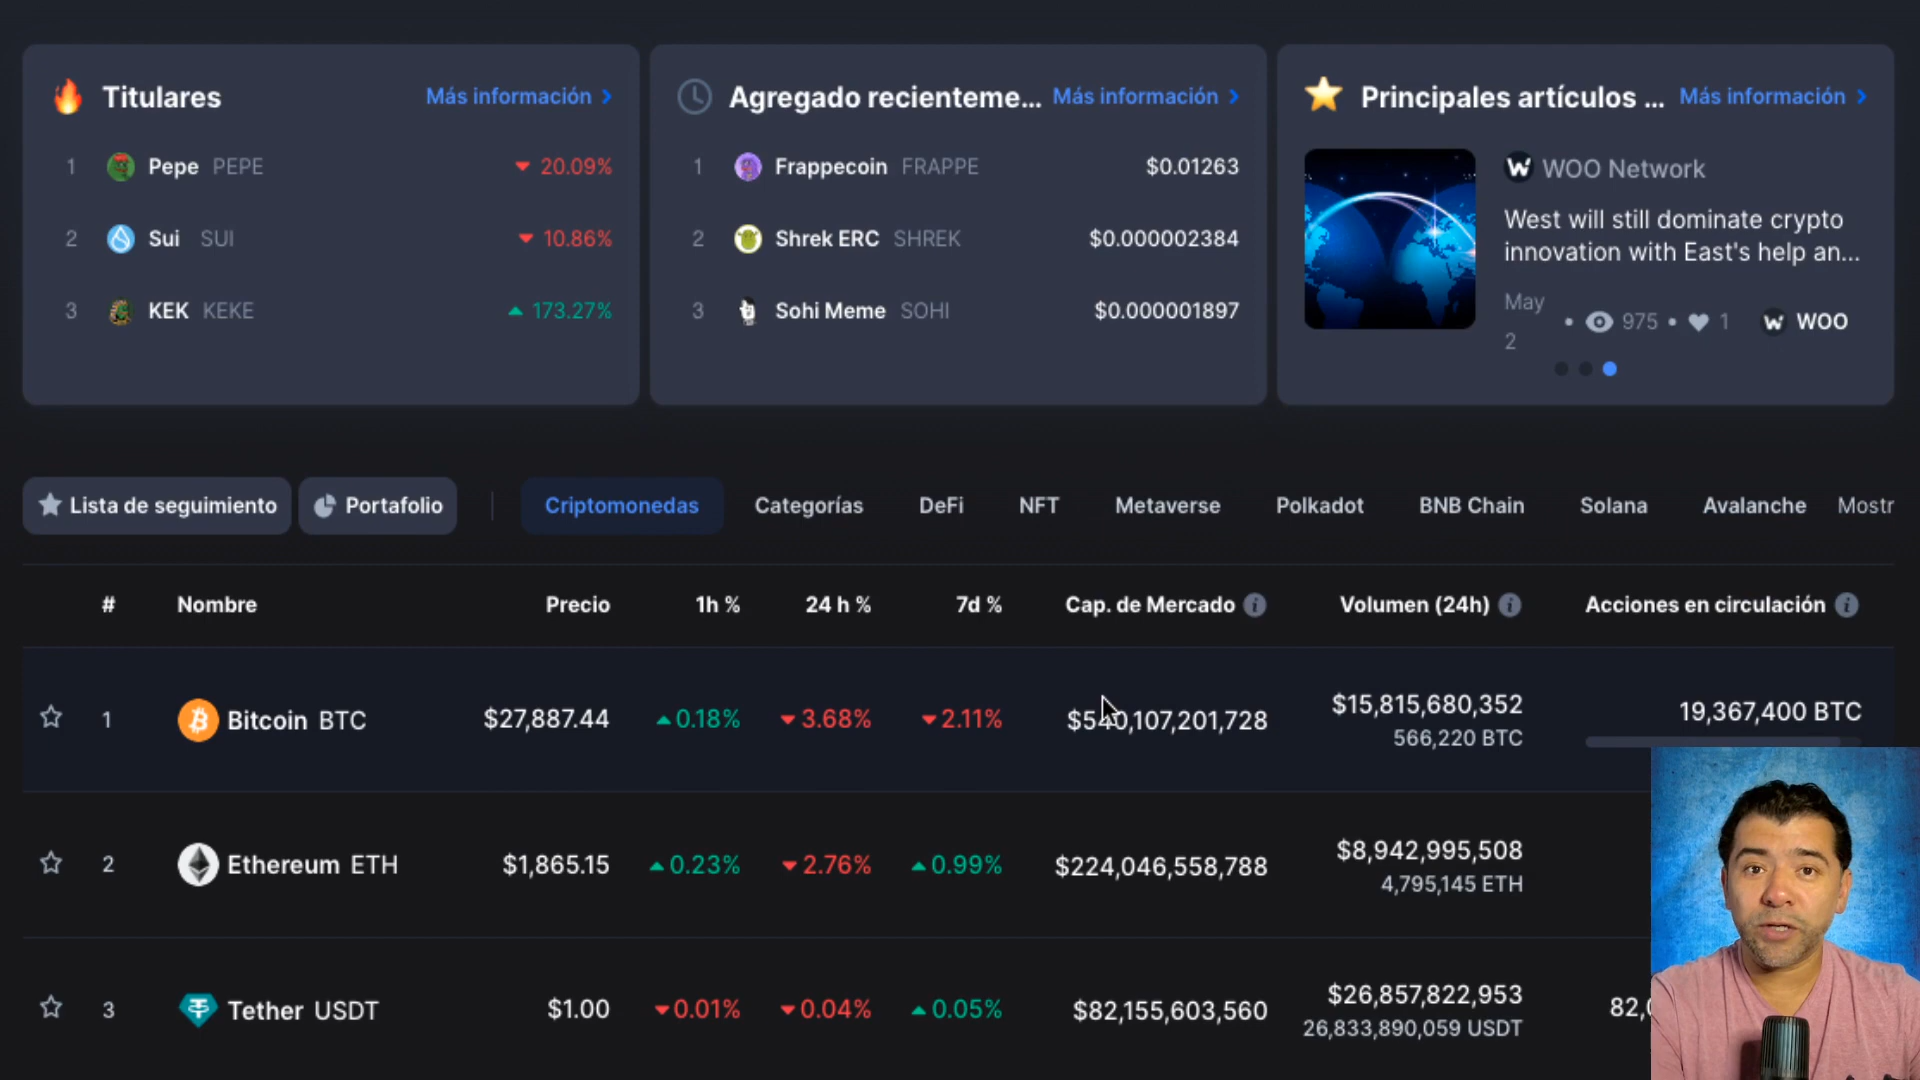 Titulares
Más información >
1 Pepe PEPE 20.09%
2 Sui SUI 10.86%
3 KEK KEKE 173.27%
Agregado recienteme...
Más información >
1 Frappecoin FRAPPE $0.01263
2 Shrek ERC SHREK $0.000002384
3 Sohi Meme SOHI $0.000001897
Principales artículos ...
Más información >
WOO Network
West will still dominate crypto
innovation with East's help an...
May
2 • 975 • 1 WOO
Lista de seguimiento Portafolio Criptomonedas Categorías DeFi NFT Metaverse Polkadot BNB Chain Solana Avalanche Mostr
# Nombre Precio 1h % 24 h % 7d % Cap. de Mercado Volumen (24h) Acciones en circulación
1 Bitcoin BTC $27,887.44 0.18% 3.68% 2.11% $540,107,201,728 $15,815,680,352 19,367,400 BTC
566,220 BTC
2 Ethereum ETH $1,865.15 0.23% 2.76% 0.99% $224,046,558,788 $8,942,995,508
4,795,145 ETH
3 Tether USDT $1.00 0.01% 0.04% 0.05% $82,155,603,560 $26,857,822,953 82,
26,833,890,059 USDT